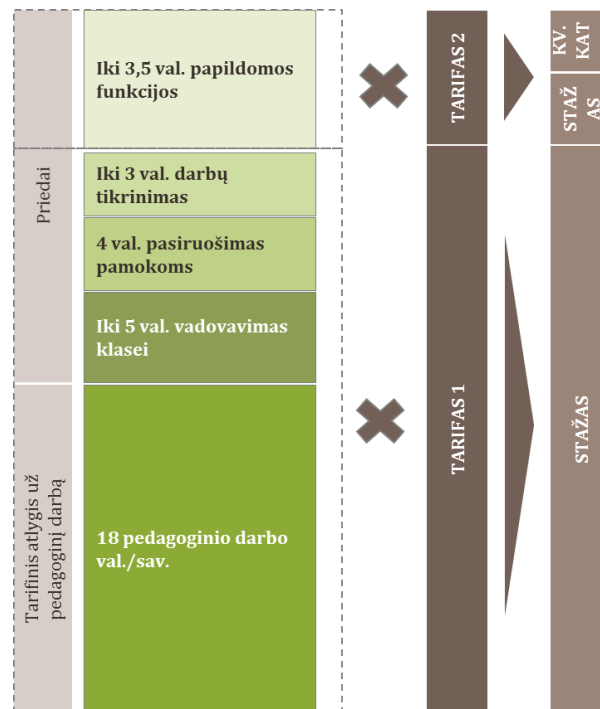 Priedai
Iki 3,5 val. papildomos
funkcijos
Iki 3 val. darbų
tikrinimas
4 val. pasiruošimas
pamokoms
Iki 5 val. vadovavimas
klasei
Tarifinis atlygis už
pedagoginį darbą
18 pedagoginio darbo
val./sav.
TARIFAS 2
TARIFAS 1
KV.
KAT
STAŽ
AS
STAŽAS